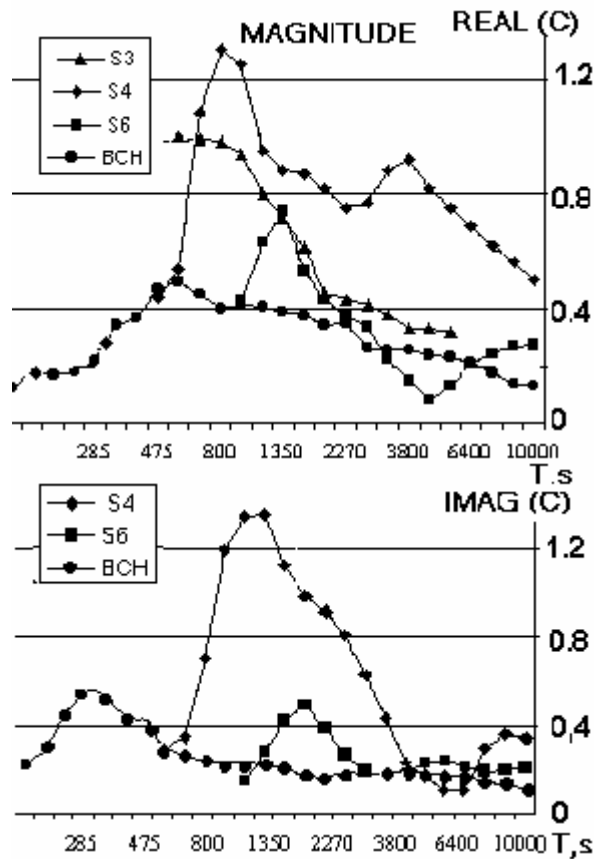 MAGNITUDE REAL (C)
S3
S4
S6
BCH
1.2
0.8
0.4
0
285 475 800 1350 2270 3800 6400 10000
T.s
IMAG (C)
S4
S6
BCH
1.2
0.8
0,4
0
285 475 800 1350 2270 3800 6400 10000 T,s